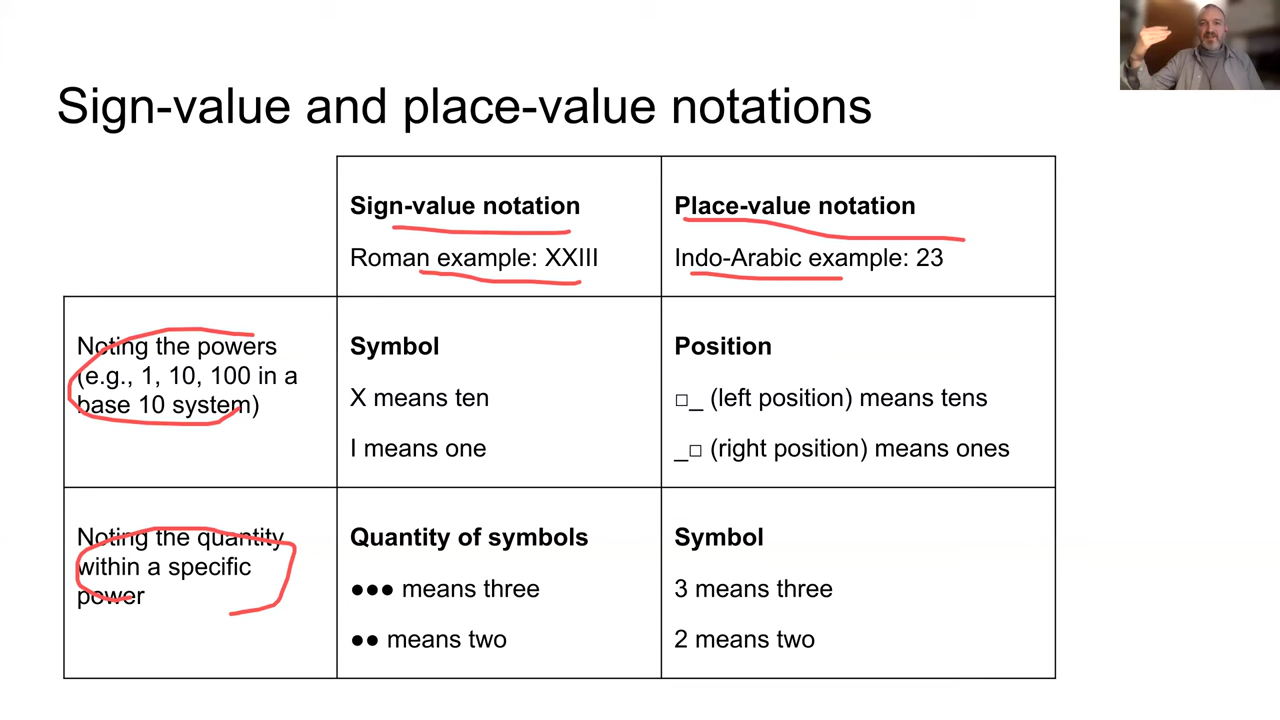 Sign-value and place-value notations
Sign-value notation
Roman example: XXIII
Place-value notation
Indo-Arabic example: 23
Noting the powers
(e.g., 1, 10, 100 in a
base 10 system)
Symbol
X means ten
I means one
Position
□_ (left position) means tens
_□ (right position) means ones
Noting the quantity
within a specific
power
Quantity of symbols
●●● means three
●● means two
Symbol
3 means three
2 means two